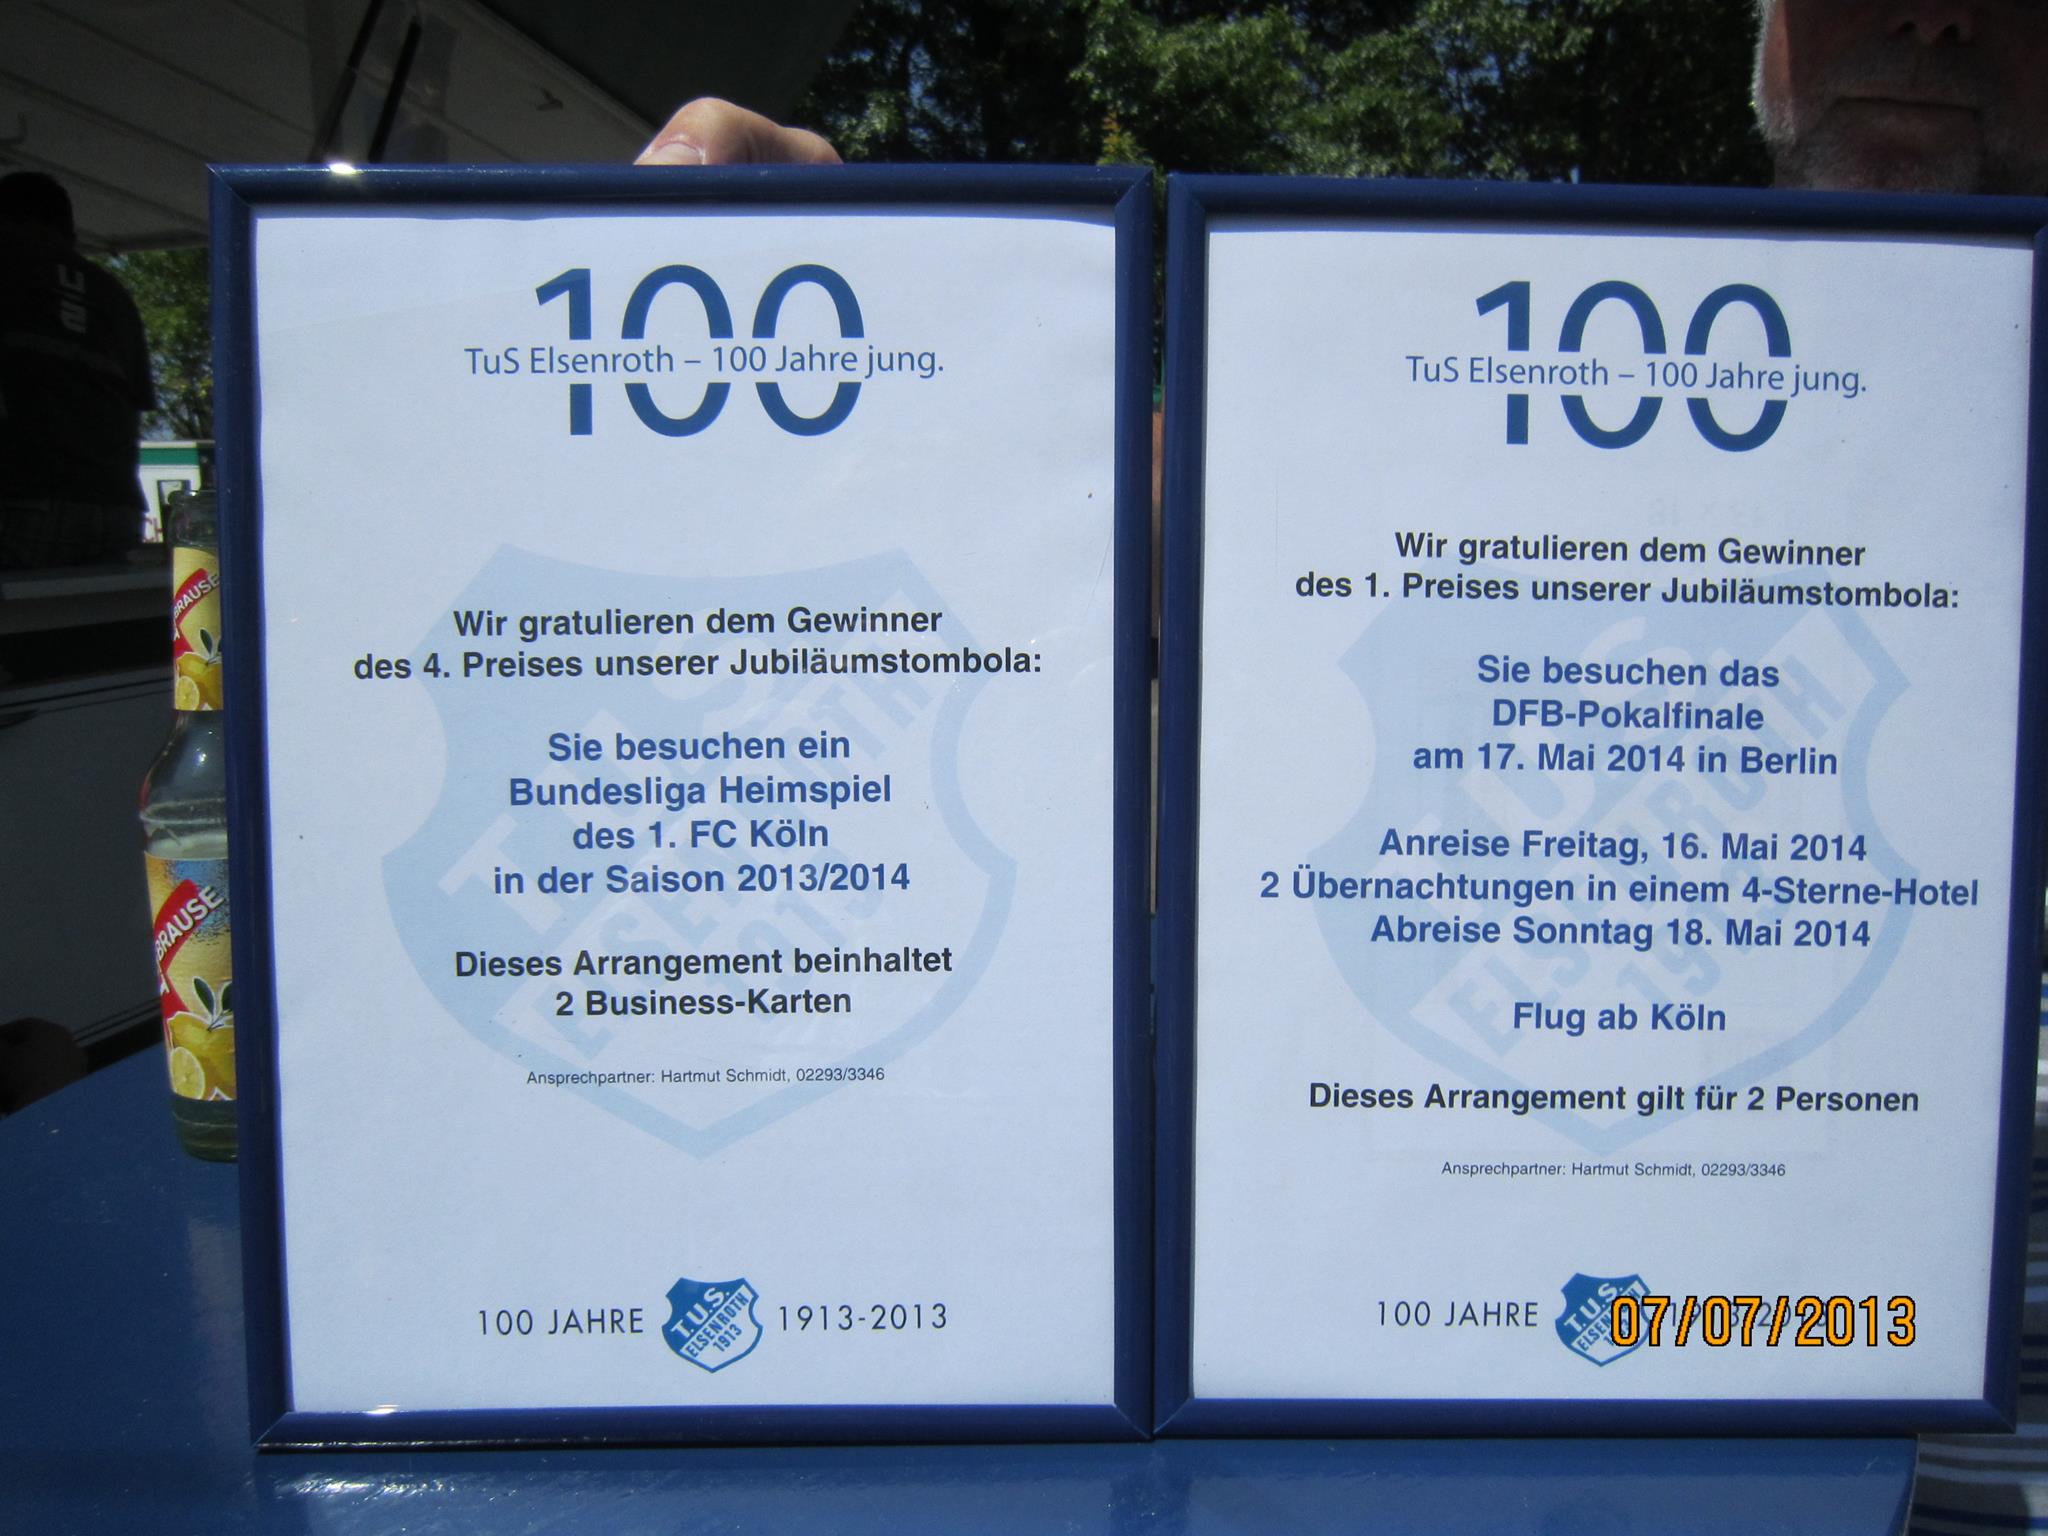 100
TuS Elsenroth – 100 Jahre jung.
Wir gratulieren dem Gewinner
des 4. Preises unserer Jubiläumstombola:
Sie besuchen ein
Bundesliga Heimspiel
des 1. FC Köln
in der Saison 2013/2014
Dieses Arrangement beinhaltet
2 Business-Karten
Ansprechpartner: Hartmut Schmidt, 02293/3346
100 JAHRE
T.U.S.
ELSENROTH
1913
1913-2013
100
TuS Elsenroth – 100 Jahre jung.
Wir gratulieren dem Gewinner
des 1. Preises unserer Jubiläumstombola:
Sie besuchen das
DFB-Pokalfinale
am 17. Mai 2014 in Berlin
Anreise Freitag, 16. Mai 2014
2 Übernachtungen in einem 4-Sterne-Hotel
Abreise Sonntag 18. Mai 2014
Flug ab Köln
Dieses Arrangement gilt für 2 Personen
Ansprechpartner: Hartmut Schmidt, 02293/3346
100 JAHRE
T.U.S.
07/07/2013
BRAUSE
BRAUSE